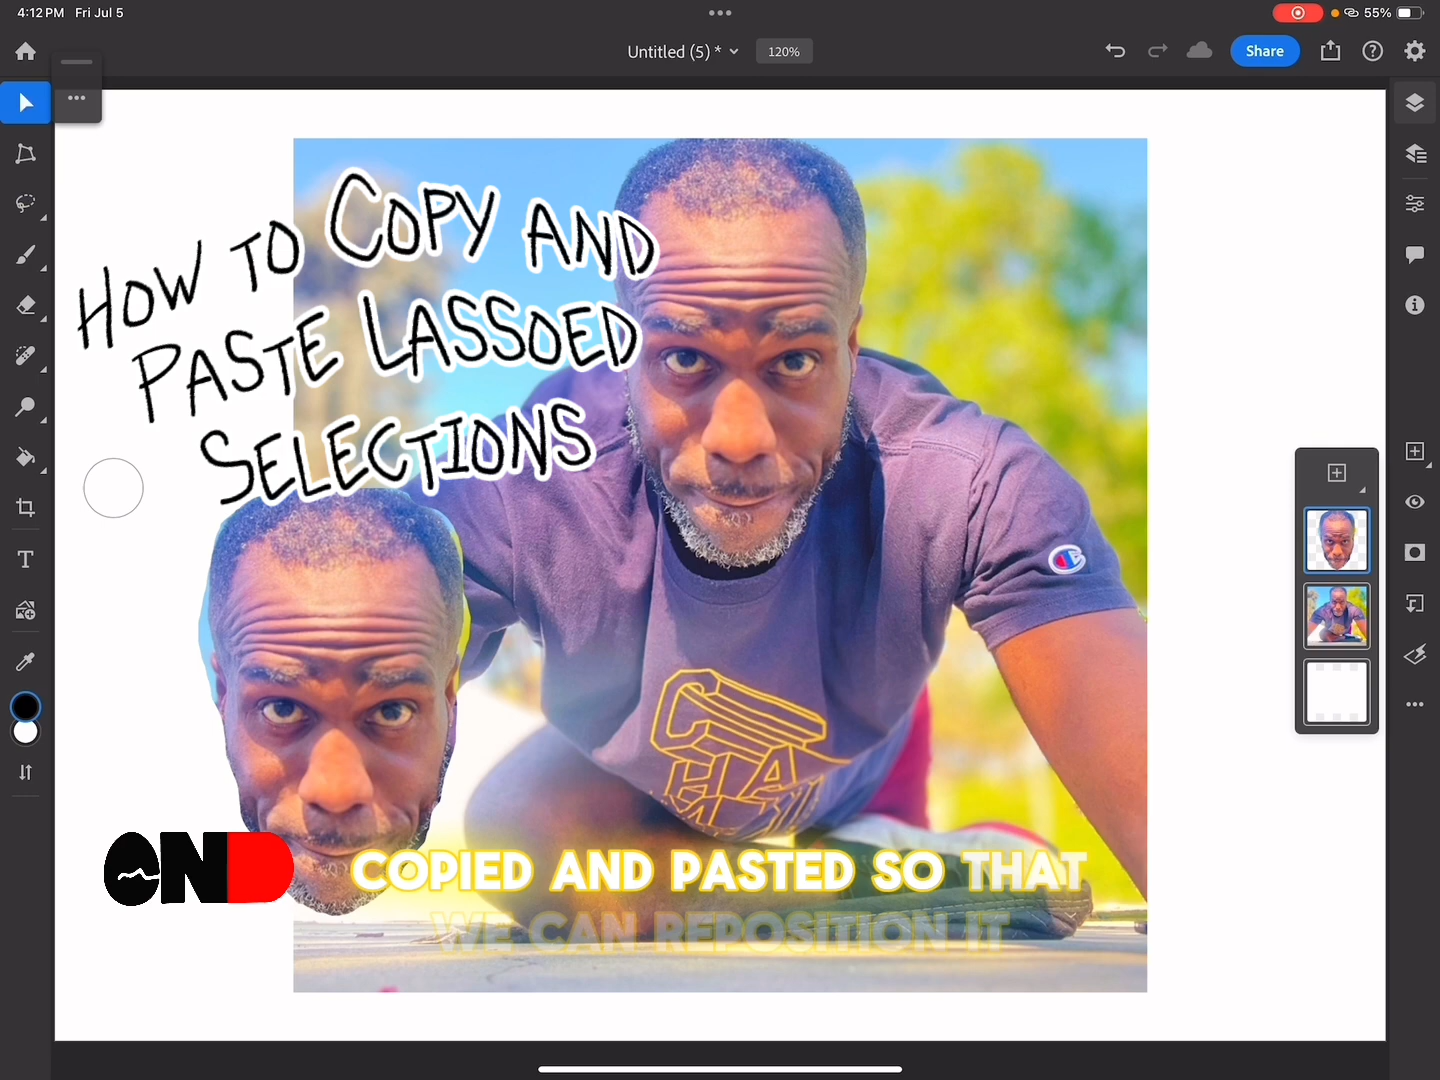 4:12 PM Fri Jul 5
55%
Untitled (5) *
120%
Share
HOW TO COPY AND
PASTE LASSOED
SELECTIONS
COPIED AND PASTED SO THAT
WE CAN REPOSITION IT